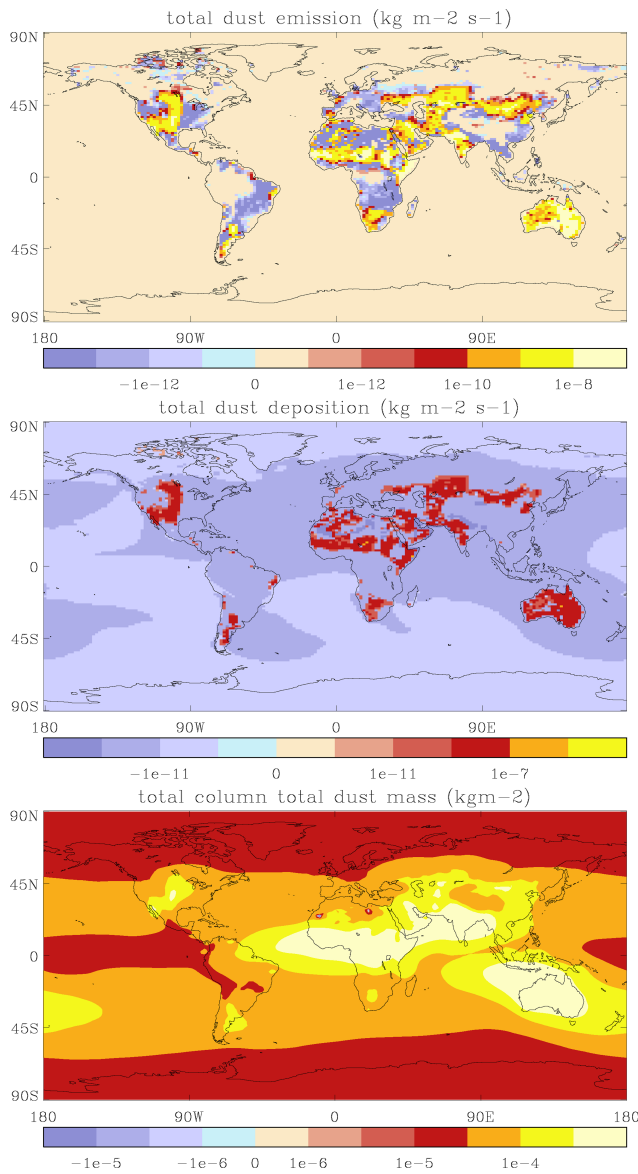 total dust emission (kg m-2 s-1)
90N
45N
0
45S
90S
180 90W 0 90E
-1e-12 0 1e-12 1e-10 1e-8
total dust deposition (kg m-2 s-1)
90N
45N
0
45S
90S
180 90W 0 90E
-1e-11 0 1e-11 1e-7
total column total dust mass (kgm-2)
90N
45N
0
45S
90S
180 90W 0 90E 180
-1e-5 -1e-6 0 1e-6 1e-5 1e-4